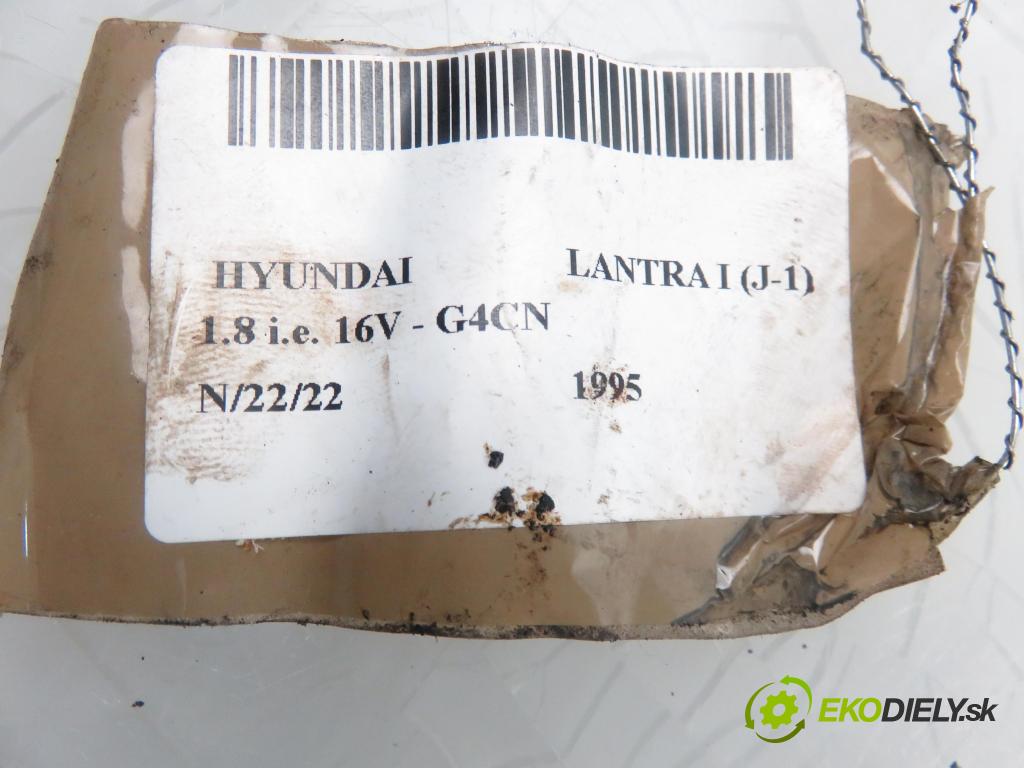 HYUNDAI LANTRA I (J-1)
1.8 i.e. 16V - G4CN
N/22/22 1995
EKODIELY.sk